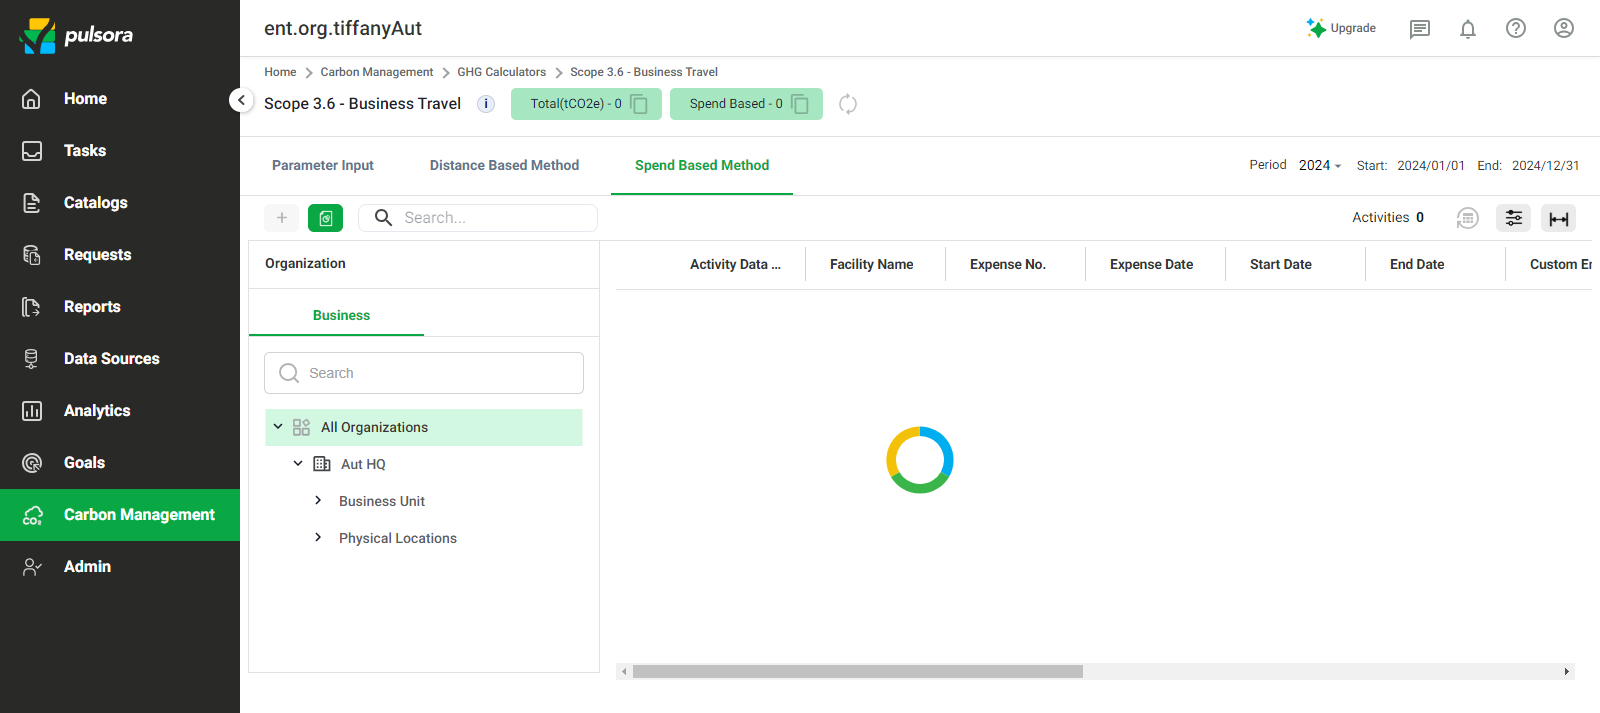 pulsora
ent.org.tiffanyAut
Upgrade
Home
Tasks
Catalogs
Requests
Reports
Data Sources
Analytics
Goals
Carbon Management
Admin
Home > Carbon Management > GHG Calculators > Scope 3.6 - Business Travel
Scope 3.6 - Business Travel i Total(tCO2e) - 0 Spend Based - 0
Parameter Input Distance Based Method Spend Based Method Period 2024 Start: 2024/01/01 End: 2024/12/31
+ Search... Activities 0
Organization
Business
Search
All Organizations
Aut HQ
Business Unit
Physical Locations
Activity Data ... Facility Name Expense No. Expense Date Start Date End Date Custom